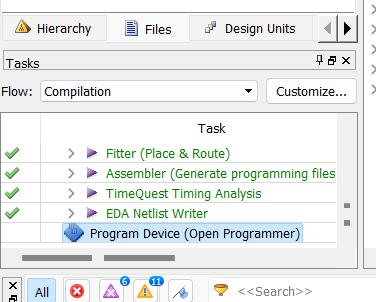 Hierarchy Files Design Units
Tasks
Flow: Compilation Customize...
Task
Fitter (Place & Route)
Assembler (Generate programming files
TimeQuest Timing Analysis
EDA Netlist Writer
Program Device (Open Programmer)
All 6 11 <<Search>>